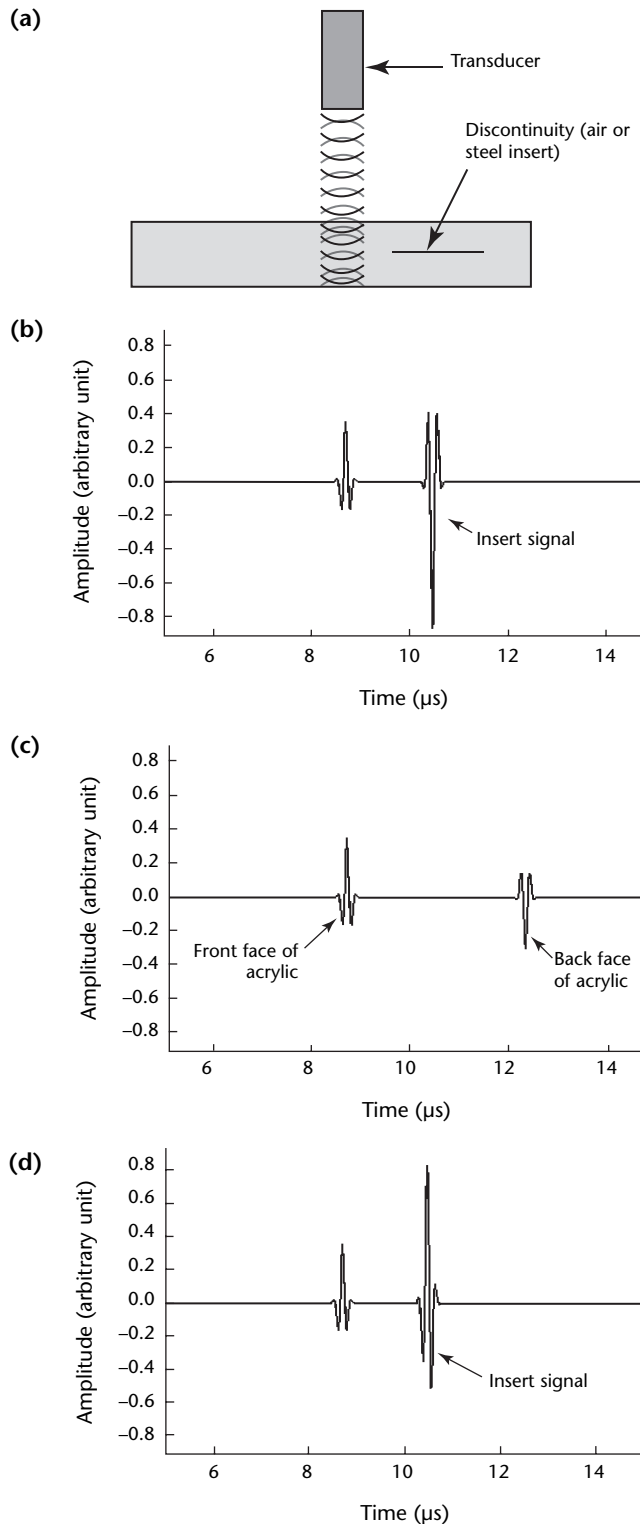 (a)
Transducer
Discontinuity (air or
steel insert)
(b)
Amplitude (arbitrary unit)
0.8
0.6
0.4
0.2
0.0
–0.2
–0.4
–0.6
–0.8
Insert signal
6 8 10 12 14
Time (μs)
(c)
Amplitude (arbitrary unit)
0.8
0.6
0.4
0.2
0.0
–0.2
–0.4
–0.6
–0.8
Front face of
acrylic
Back face
of acrylic
6 8 10 12 14
Time (μs)
(d)
Amplitude (arbitrary unit)
0.8
0.6
0.4
0.2
0.0
–0.2
–0.4
–0.6
–0.8
Insert signal
6 8 10 12 14
Time (μs)